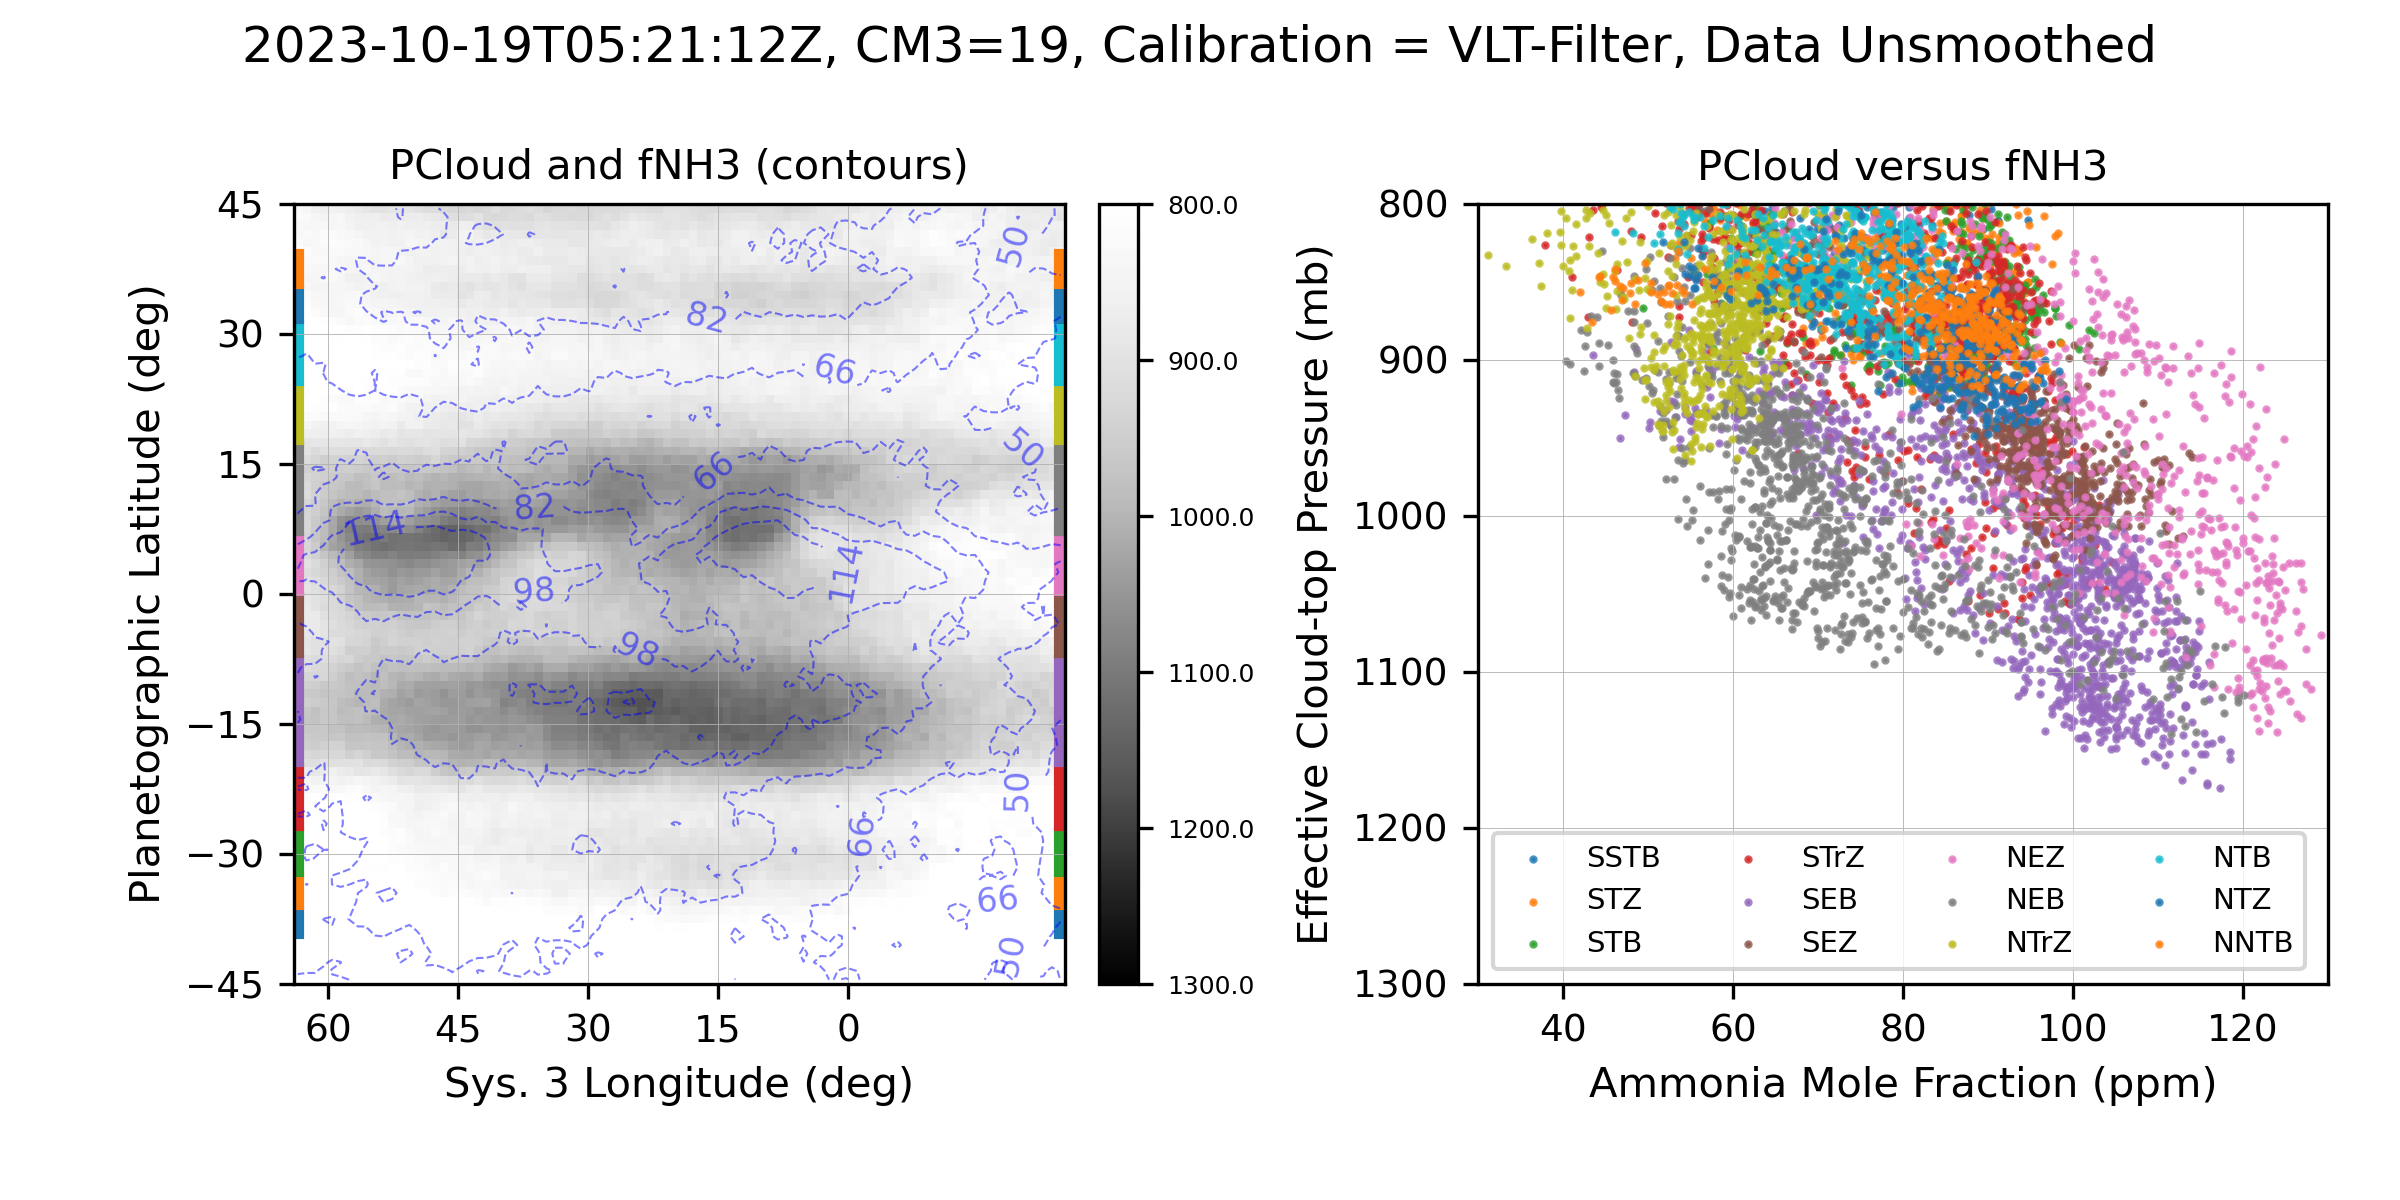 2023-10-19T05:21:12Z, CM3=19, Calibration = VLT-Filter, Data Unsmoothed
PCloud and fNH3 (contours)
Planetographic Latitude (deg)
45
30
15
0
−15
−30
−45
50
82
66
50
66
82
114
98
114
98
50
66
66
50
60
45
30
15
0
Sys. 3 Longitude (deg)
800.0
900.0
1000.0
1100.0
1200.0
1300.0
PCloud versus fNH3
Effective Cloud-top Pressure (mb)
800
900
1000
1100
1200
1300
SSTB
STZ
STB
STrZ
SEB
SEZ
NEZ
NEB
NTrZ
NTB
NTZ
NNTB
40
60
80
100
120
Ammonia Mole Fraction (ppm)